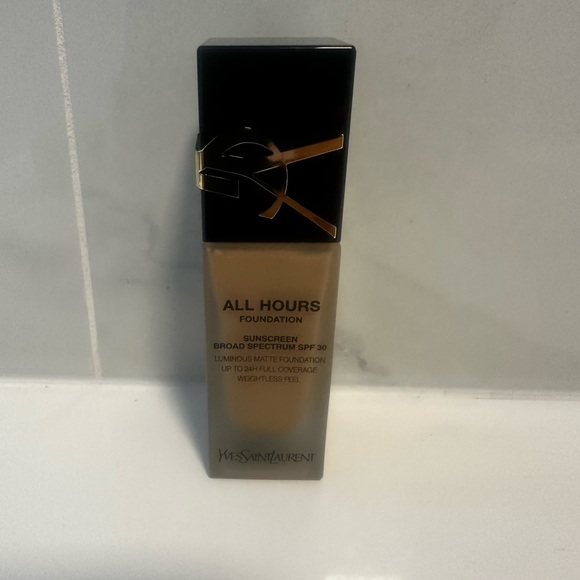 ALL HOURS
FOUNDATION
SUNSCREEN
BROAD SPECTRUM SPF 30
LUMINOUS MATTE FOUNDATION
UP TO 24H FULL COVERAGE
WEIGHTLESS FEEL
YVESSAINTLAURENT